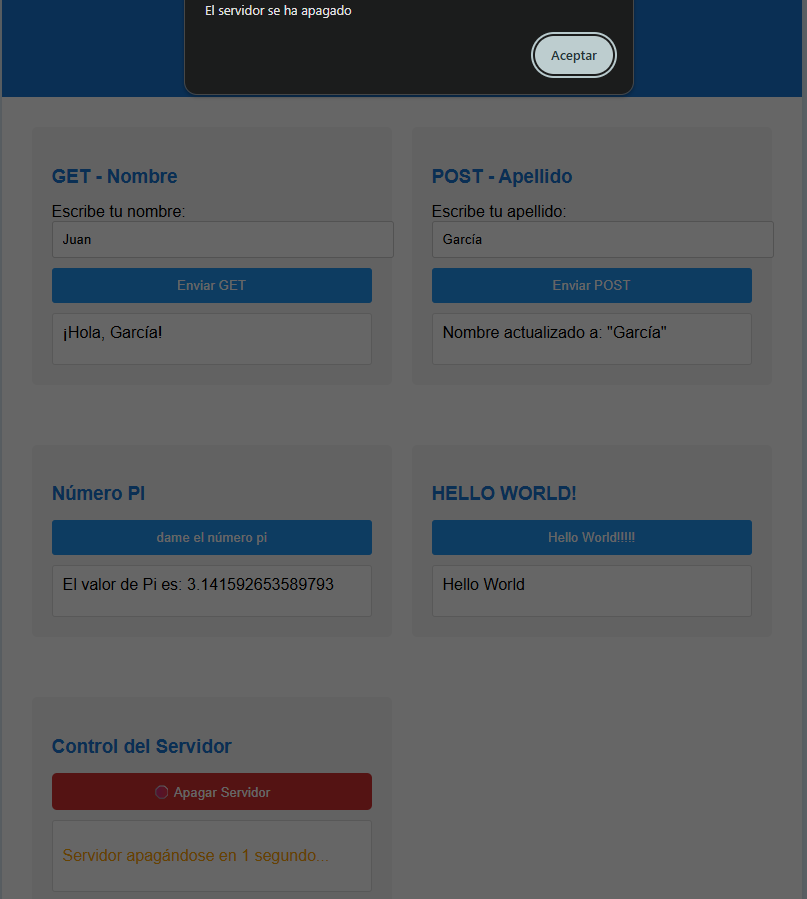 El servidor se ha apagado
Aceptar
GET - Nombre
Escribe tu nombre:
Juan
Enviar GET
¡Hola, García!
POST - Apellido
Escribe tu apellido:
García
Enviar POST
Nombre actualizado a: "García"
Número PI
dame el número pi
El valor de Pi es: 3.141592653589793
HELLO WORLD!
Hello World!!!!!
Hello World
Control del Servidor
Apagar Servidor
Servidor apagándose en 1 segundo...